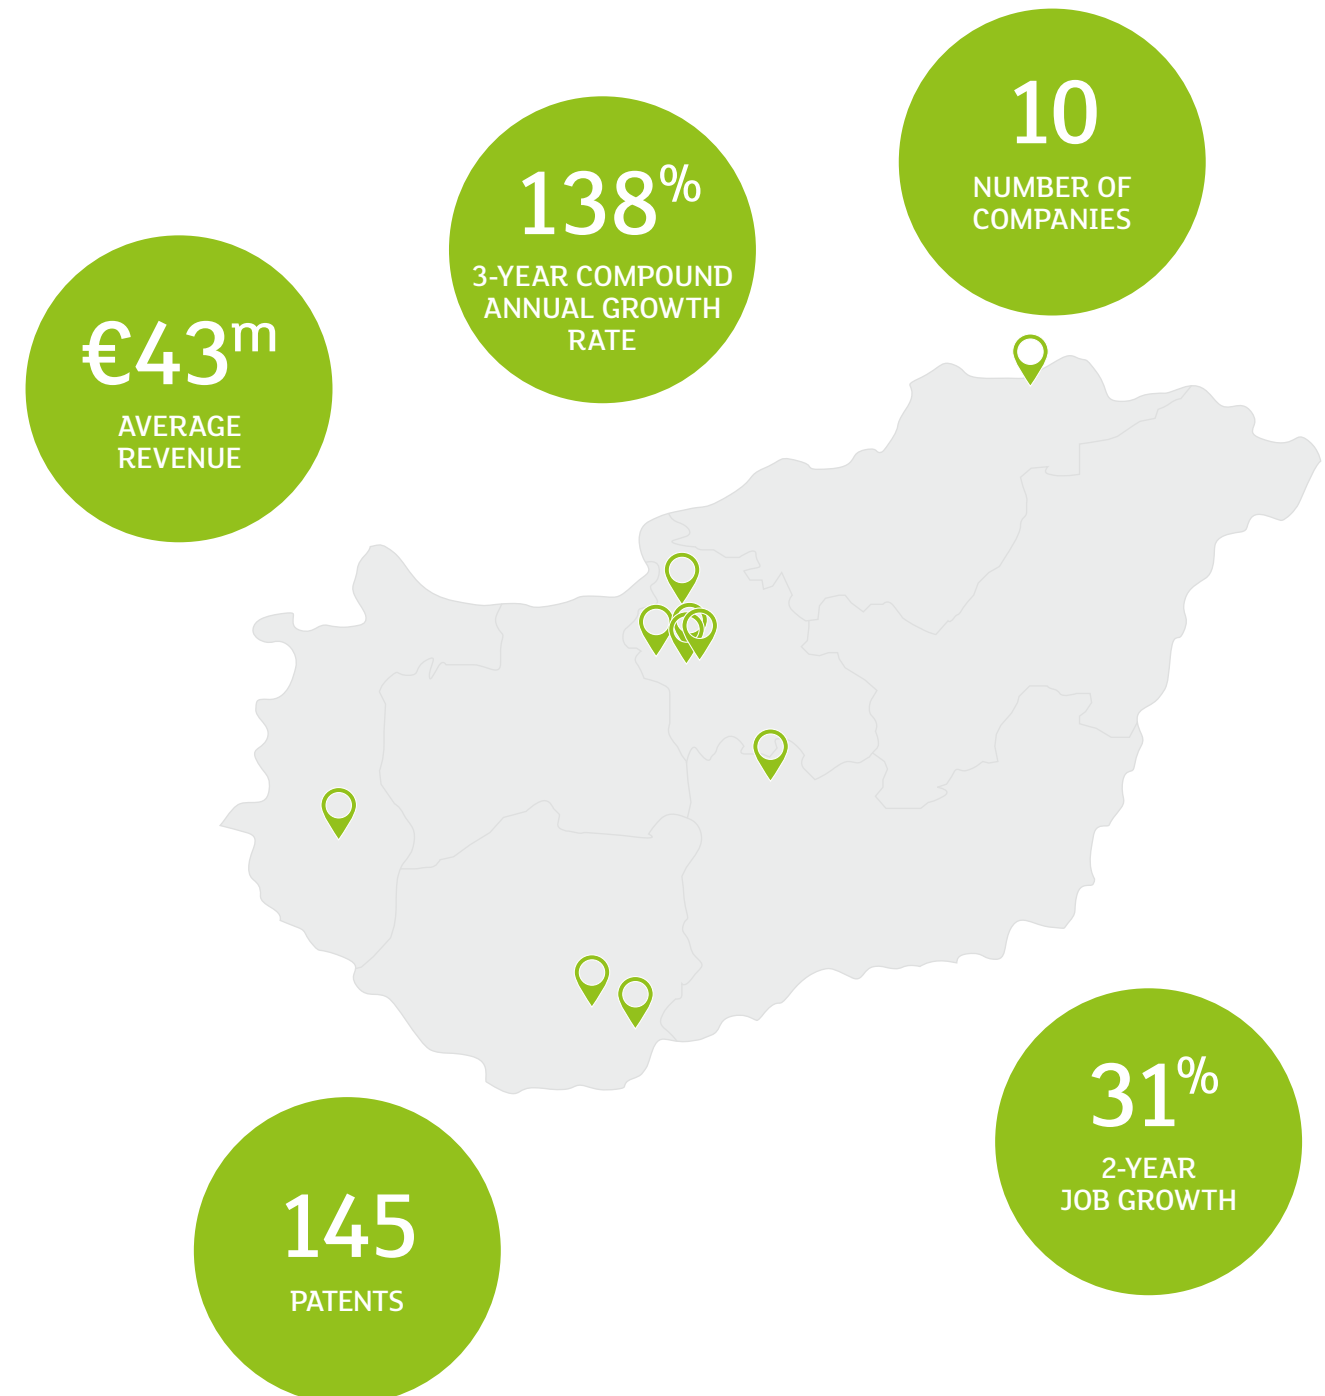 10
NUMBER OF
COMPANIES
138%
3-YEAR COMPOUND
ANNUAL GROWTH
RATE
€43m
AVERAGE
REVENUE
31%
2-YEAR
JOB GROWTH
145
PATENTS